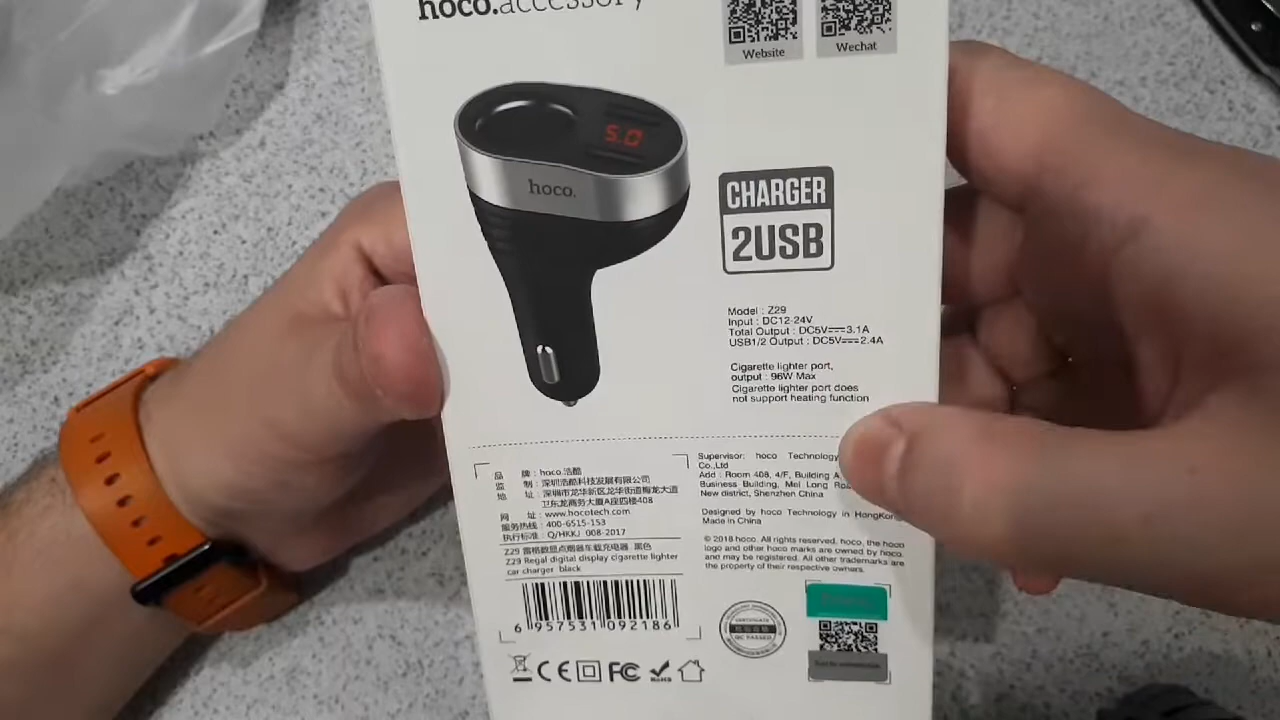 hoco.accessory
Website
Wechat
5.0
hoco.
CHARGER
2USB
Model : Z29
Input : DC12-24V
Total Output : DC5V⎓3.1A
USB1/2 Output : DC5V⎓2.4A
Cigarette lighter port,
output : 96W Max
Cigarette lighter port does
not support heating function
品 牌 : hoco.浩酷
监 制 : 深圳浩酷科技发展有限公司
地 址 : 深圳市龙华新区龙华街道梅龙大道
卫东龙商务大厦A座四楼408
网 址 : www.hocotech.com
服务热线 : 400-6515-153
执行标准 : Q/HKKJ 008-2017
Z29 雷格数显点烟器车载充电器 黑色
Z29 Regal digital display cigarette lighter
car charger black
6 957531 092186
Supervisor: hoco Technology
Co.,Ltd
Add : Room 408, 4/F, Building A
Business Building, Mei Long
New district, Shenzhen China
Designed by hoco Technology in HongKong
Made in China
© 2018 hoco. All rights reserved. hoco, the hoco
logo and other hoco marks are owned by hoco.
and may be registered. All other trademarks are
the property of their respective owners.
CERTIFICATE
QC PASSED
CE
FC
RoHS